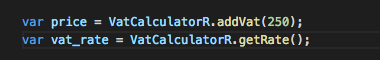 var price = VatCalculatorR.addVat(250);
var vat_rate = VatCalculatorR.getRate();